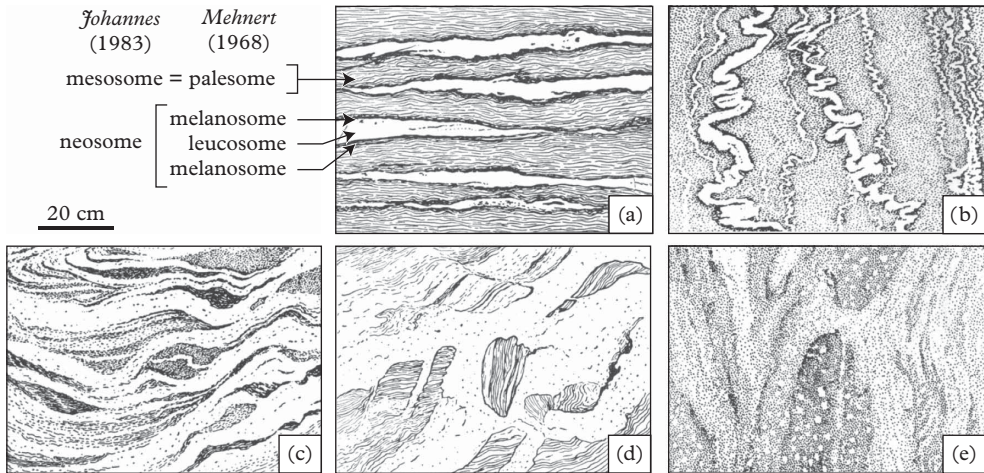 Johannes Mehnert
(1983) (1968)
mesosome = palesome
melanosome
neosome leucosome
melanosome
20 cm
(a)
(b)
(c)
(d)
(e)